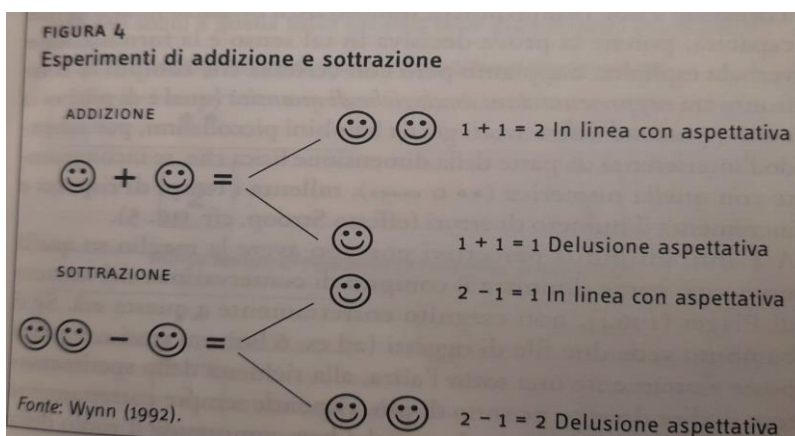 FIGURA 4
Esperimenti di addizione e sottrazione
ADDIZIONE
1 + 1 = 2 In linea con aspettativa
+ =
1 + 1 = 1 Delusione aspettativa
SOTTRAZIONE
2 − 1 = 1 In linea con aspettativa
− =
2 − 1 = 2 Delusione aspettativa
Fonte: Wynn (1992).